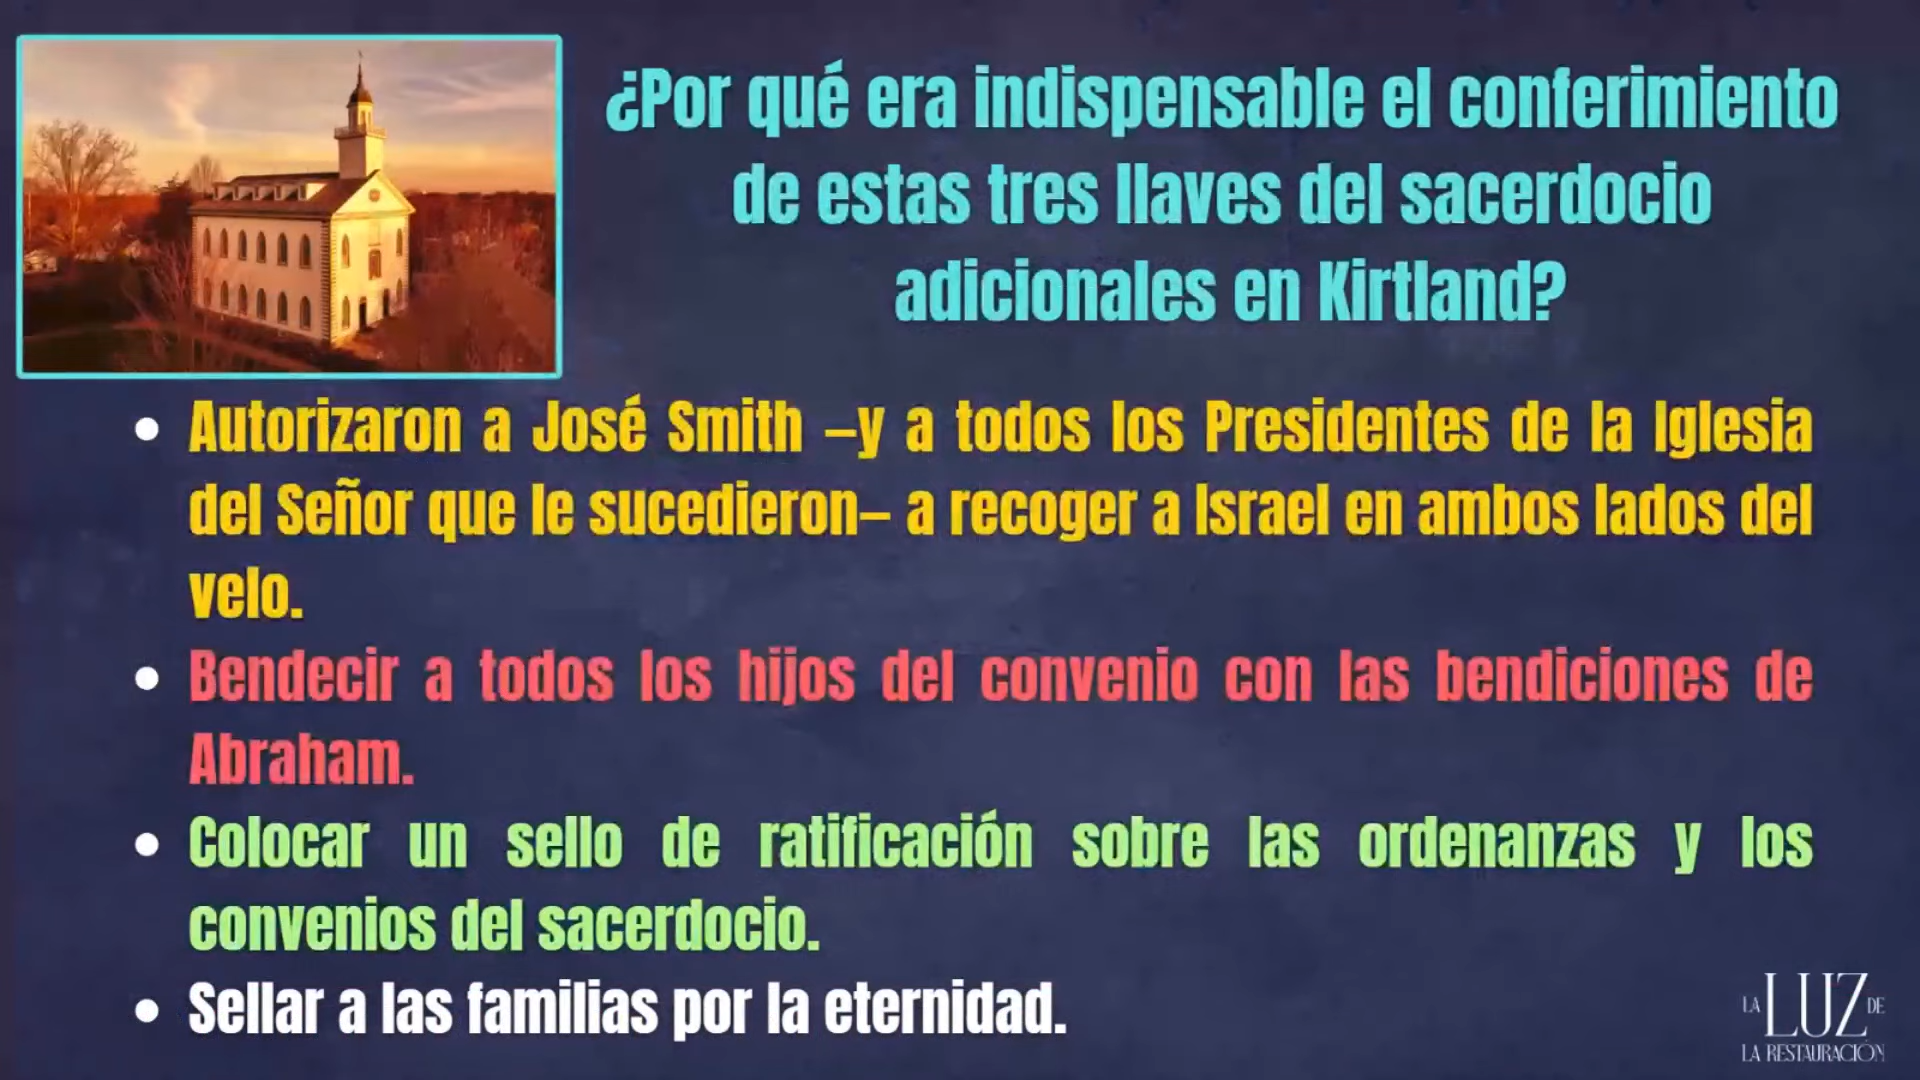 ¿Por qué era indispensable el conferimiento
de estas tres llaves del sacerdocio
adicionales en Kirtland?
• Autorizaron a José Smith –y a todos los Presidentes de la Iglesia
del Señor que le sucedieron– a recoger a Israel en ambos lados del
velo.
• Bendecir a todos los hijos del convenio con las bendiciones de
Abraham.
• Colocar un sello de ratificación sobre las ordenanzas y los
convenios del sacerdocio.
• Sellar a las familias por la eternidad.
LA LUZ DE
LA RESTAURACIÓN